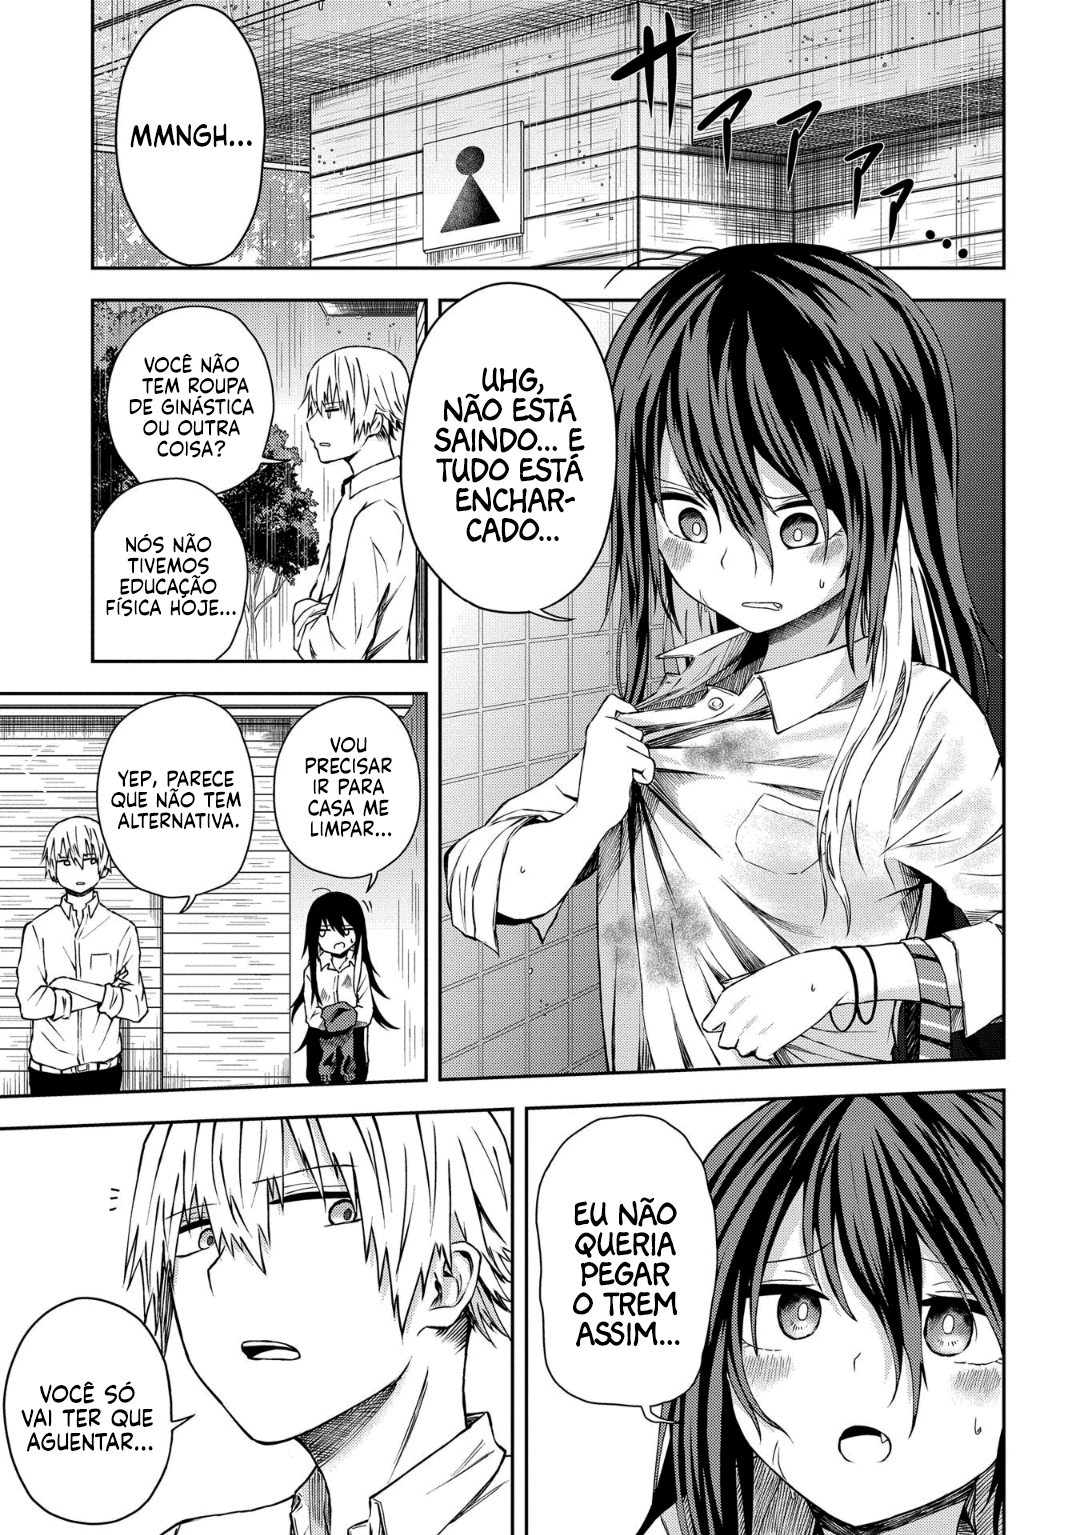 MMNGH...
ザァァァァ...
UHG,
NÃO ESTÁ
SAINDO... E
TUDO ESTÁ
ENCHAR-
CADO...
VOCÊ NÃO
TEM ROUPA
DE GINÁSTICA
OU OUTRA
COISA?
NÓS NÃO
TIVEMOS
EDUCAÇÃO
FÍSICA HOJE...
VOU
PRECISAR
IR PARA
CASA ME
LIMPAR...
YEP, PARECE
QUE NÃO TEM
ALTERNATIVA.
EU NÃO
QUERIA
PEGAR
O TREM
ASSIM...
VOCÊ SÓ
VAI TER QUE
AGUENTAR...